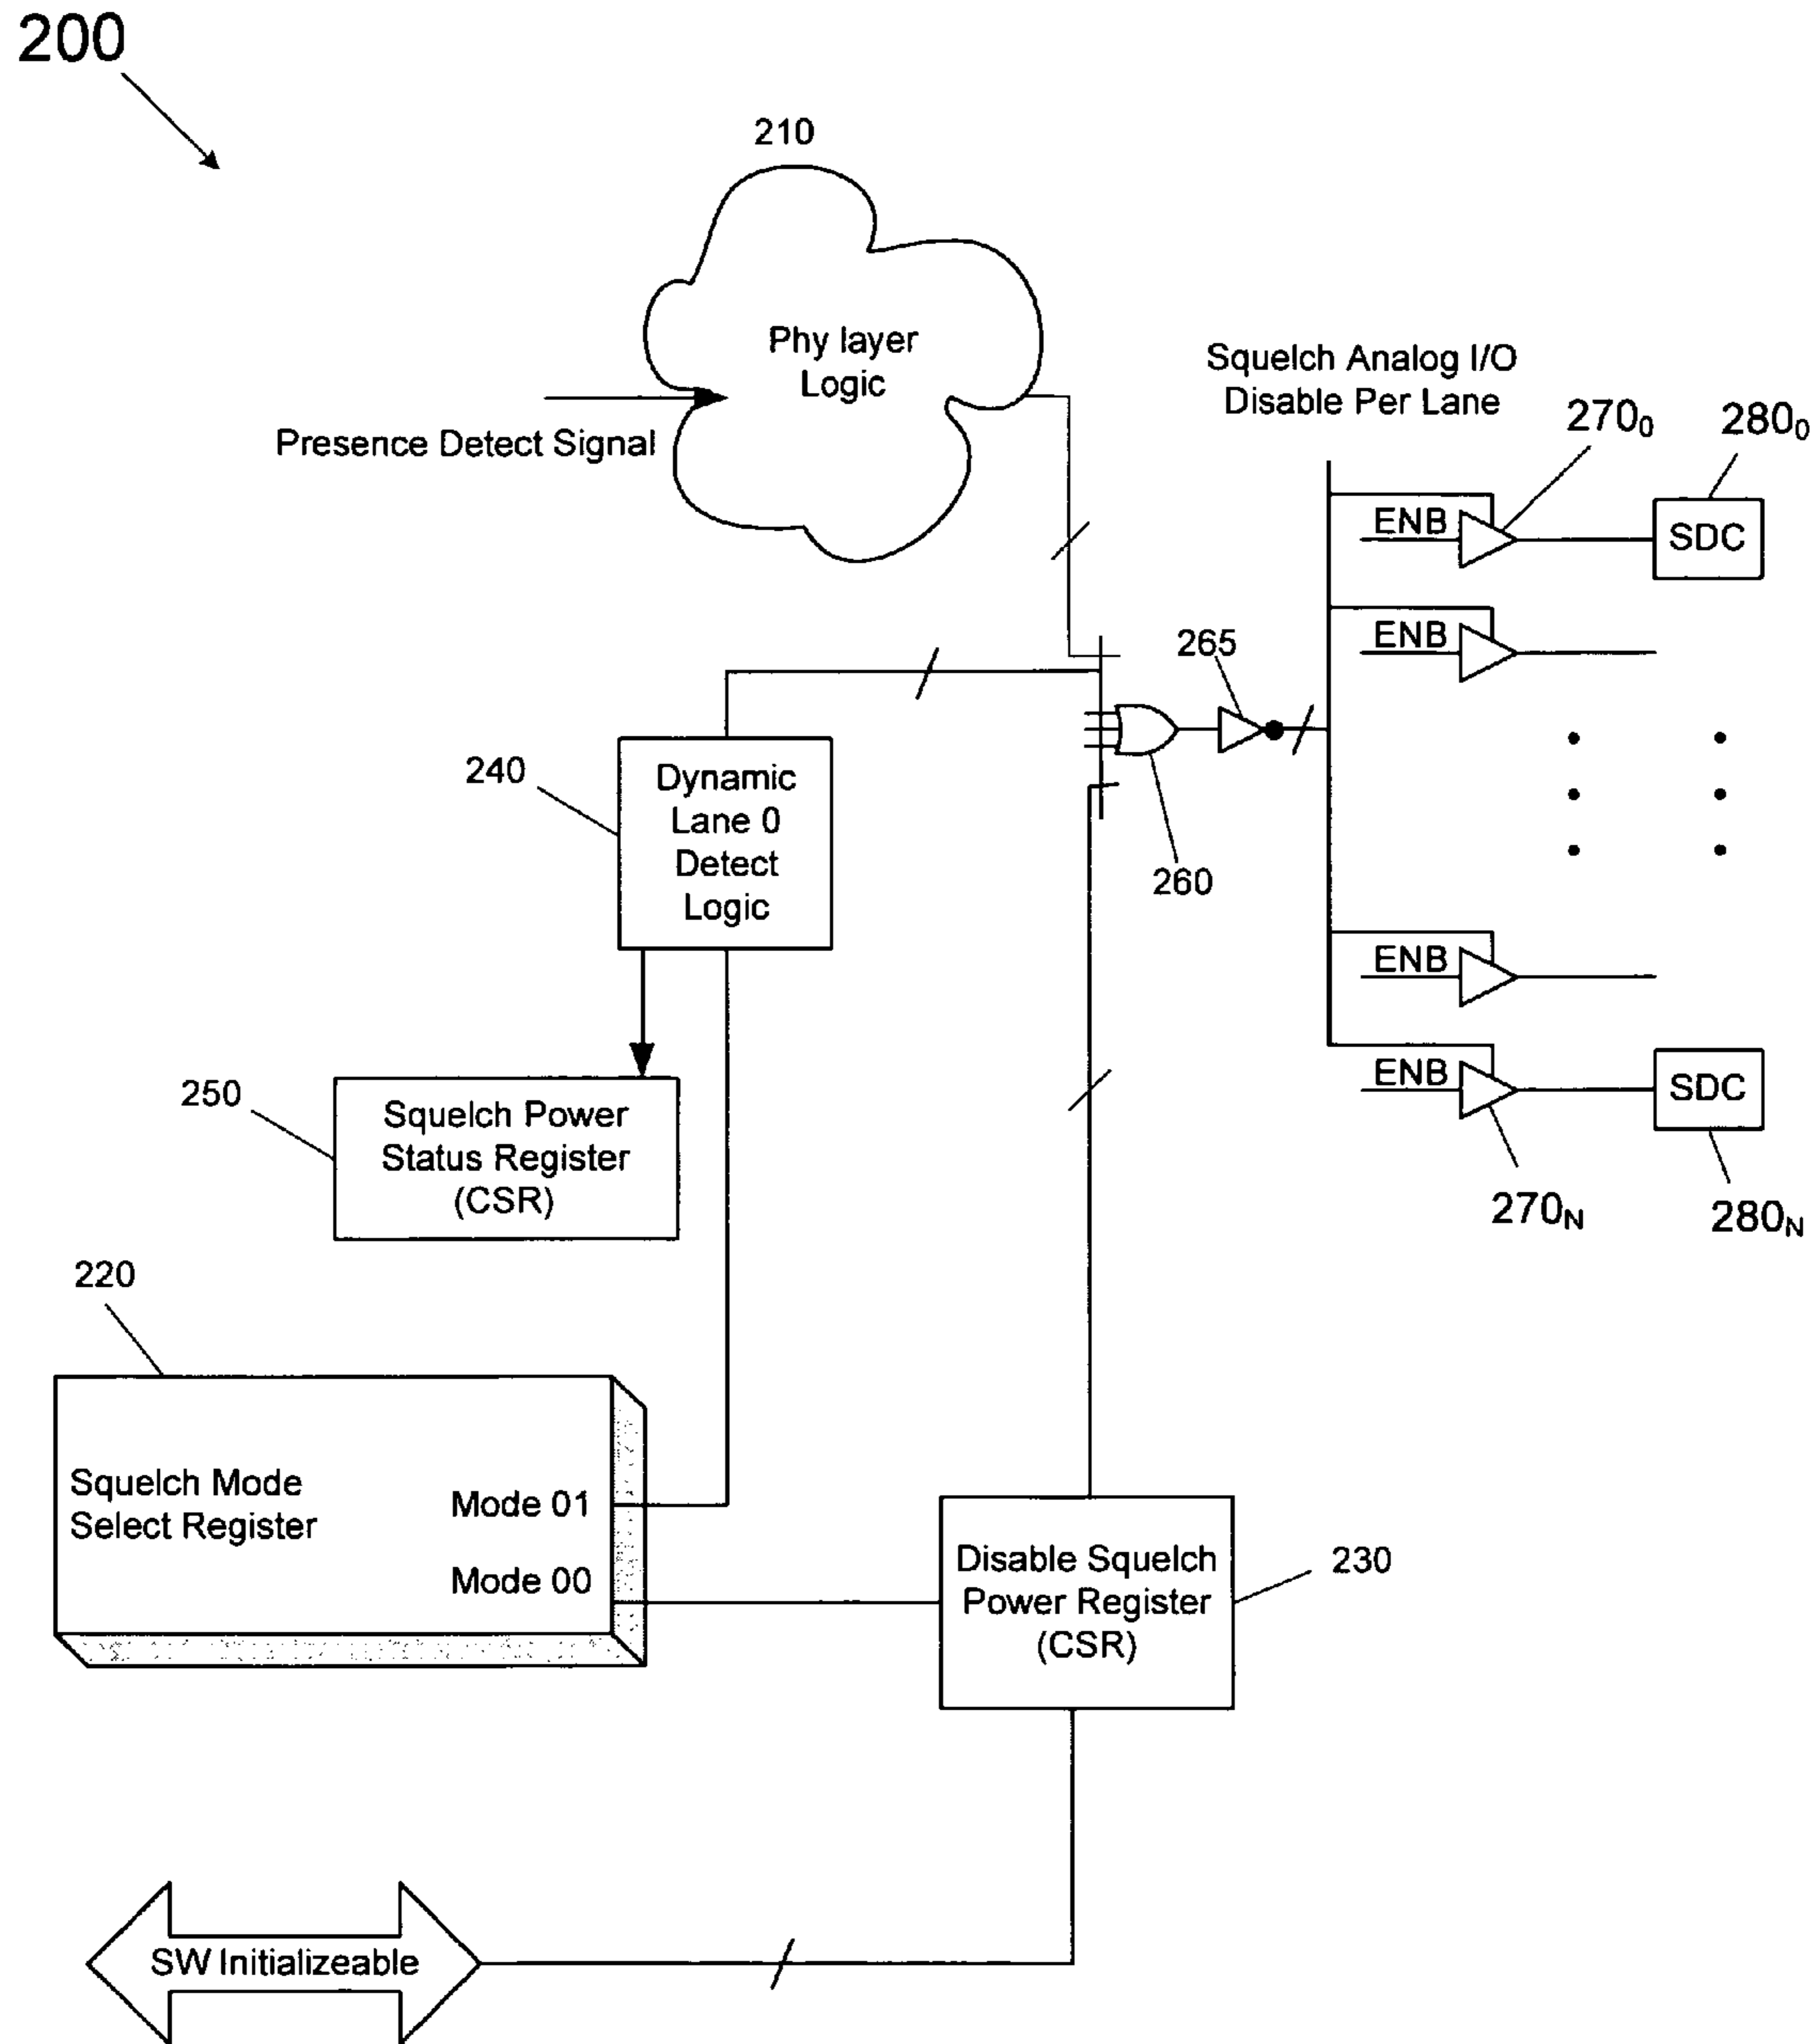 200
210
Phy layer
Logic
Presence Detect Signal
Squelch Analog I/O
Disable Per Lane
270₀
280₀
ENB
SDC
ENB
265
260
240
Dynamic
Lane 0
Detect
Logic
ENB
ENB
SDC
270N
280N
250
Squelch Power
Status Register
(CSR)
220
Squelch Mode
Select Register
Mode 01
Mode 00
Disable Squelch
Power Register
(CSR)
230
SW Initializeable